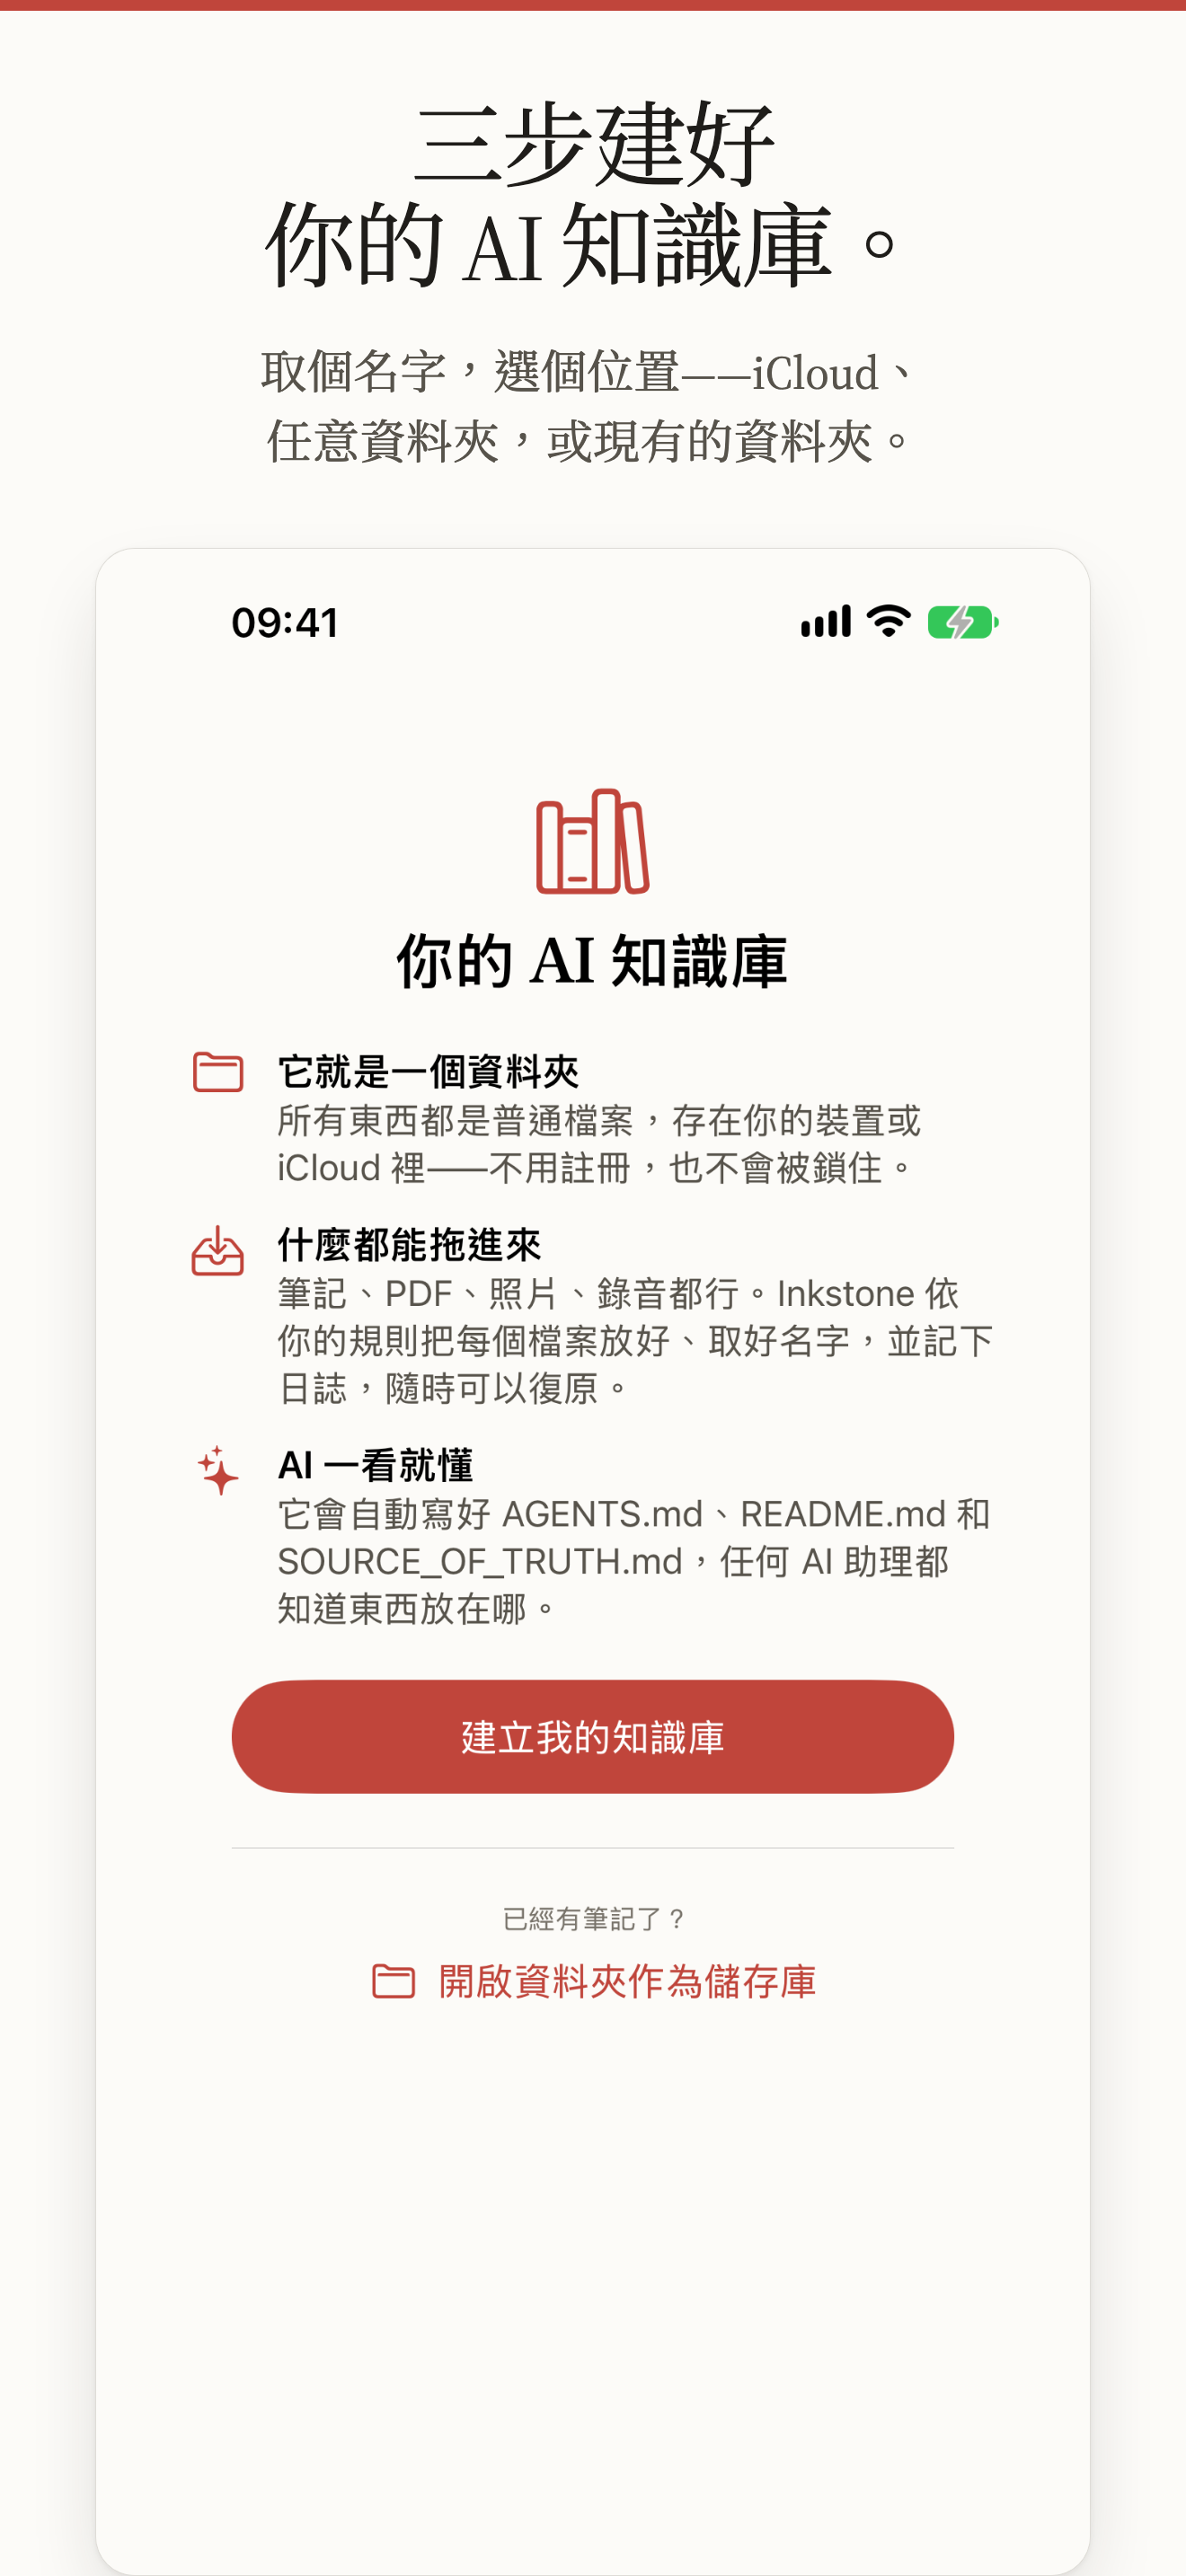 三步建好
你的 AI 知識庫。
取個名字，選個位置——iCloud、
任意資料夾，或現有的資料夾。
09:41
你的 AI 知識庫
它就是一個資料夾
所有東西都是普通檔案，存在你的裝置或
iCloud 裡——不用註冊，也不會被鎖住。
什麼都能拖進來
筆記、PDF、照片、錄音都行。Inkstone 依
你的規則把每個檔案放好、取好名字，並記下
日誌，隨時可以復原。
AI 一看就懂
它會自動寫好 AGENTS.md、README.md 和
SOURCE_OF_TRUTH.md，任何 AI 助理都
知道東西放在哪。
建立我的知識庫
已經有筆記了？
開啟資料夾作為儲存庫